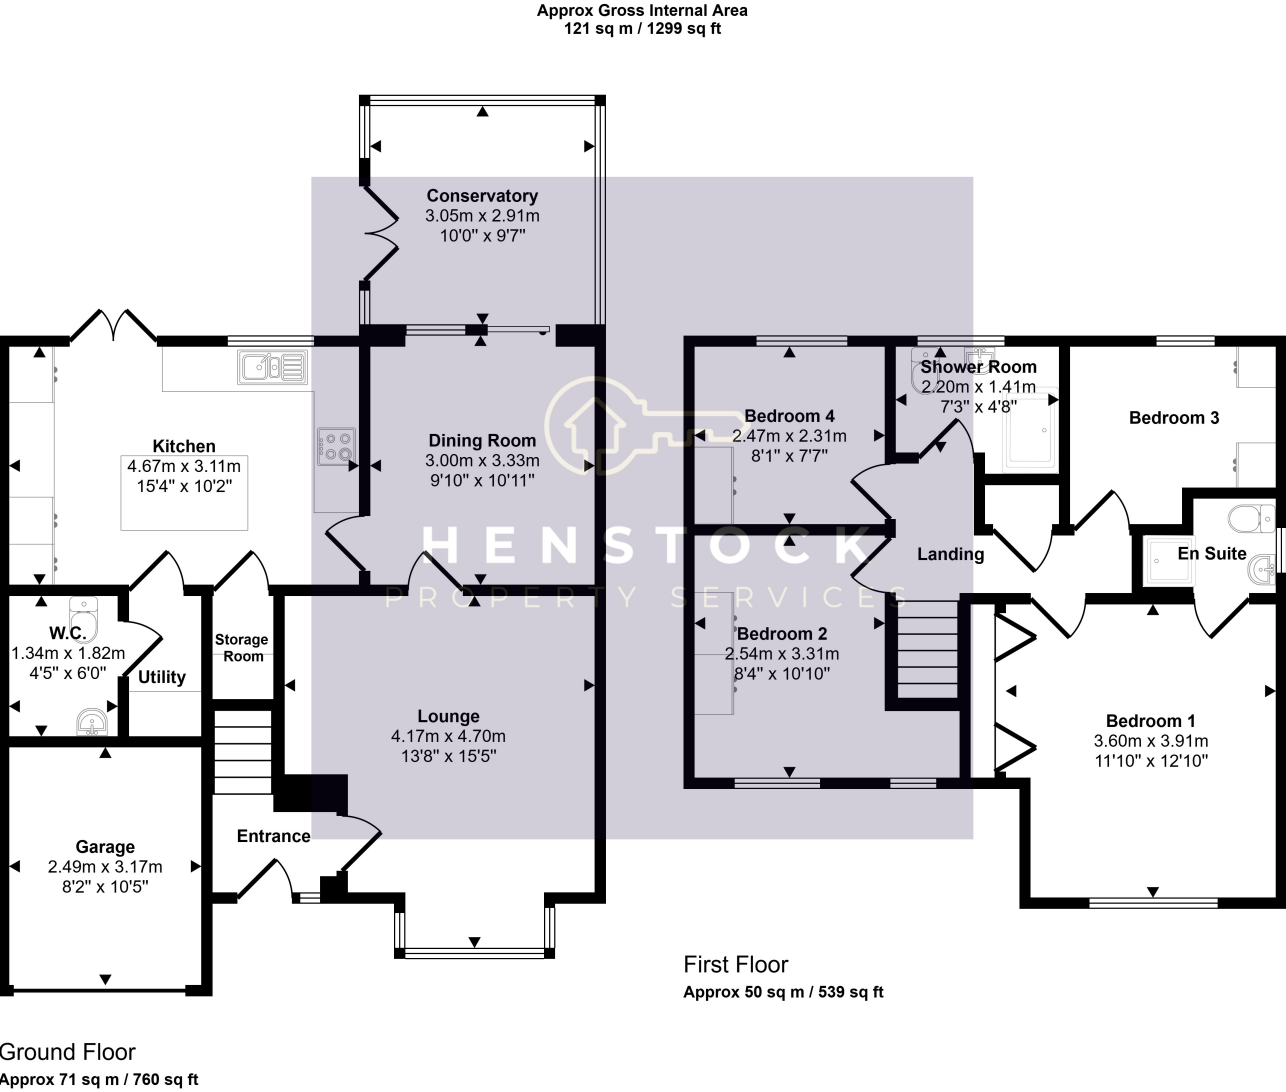 Approx Gross Internal Area
121 sq m / 1299 sq ft
Conservatory
3.05m x 2.91m
10'0" x 9'7"
Kitchen
4.67m x 3.11m
15'4" x 10'2"
Dining Room
3.00m x 3.33m
9'10" x 10'11"
W.C.
1.34m x 1.82m
4'5" x 6'0"
Utility
Storage
Room
Lounge
4.17m x 4.70m
13'8" x 15'5"
Entrance
Garage
2.49m x 3.17m
8'2" x 10'5"
Ground Floor
Approx 71 sq m / 760 sq ft
Shower Room
2.20m x 1.41m
7'3" x 4'8"
Bedroom 4
2.47m x 2.31m
8'1" x 7'7"
Bedroom 3
Landing
En Suite
Bedroom 2
2.54m x 3.31m
8'4" x 10'10"
Bedroom 1
3.60m x 3.91m
11'10" x 12'10"
First Floor
Approx 50 sq m / 539 sq ft
HENSTOCK
PROPERTY SERVICES